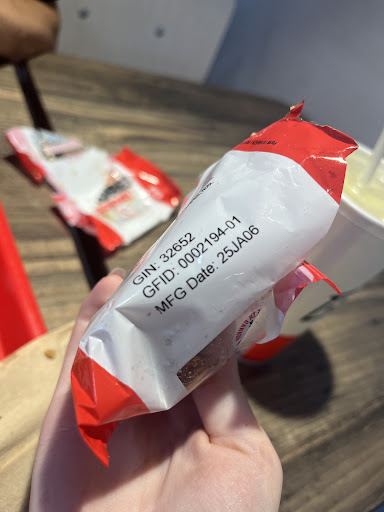 GIN: 32652
GFID: 0002194-01
MFG Date: 25JA06